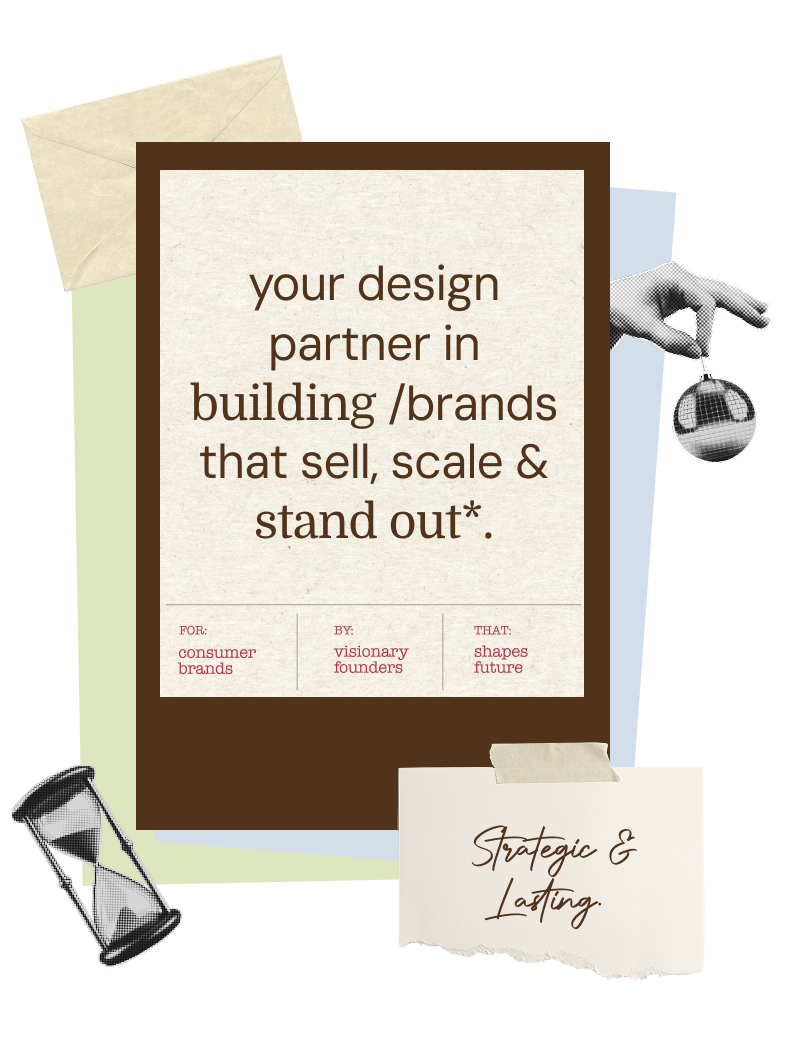 your design
partner in
building /brands
that sell, scale &
stand out*.
FOR:
consumer
brands
BY:
visionary
founders
THAT:
shapes
future
Strategic &
Lasting.